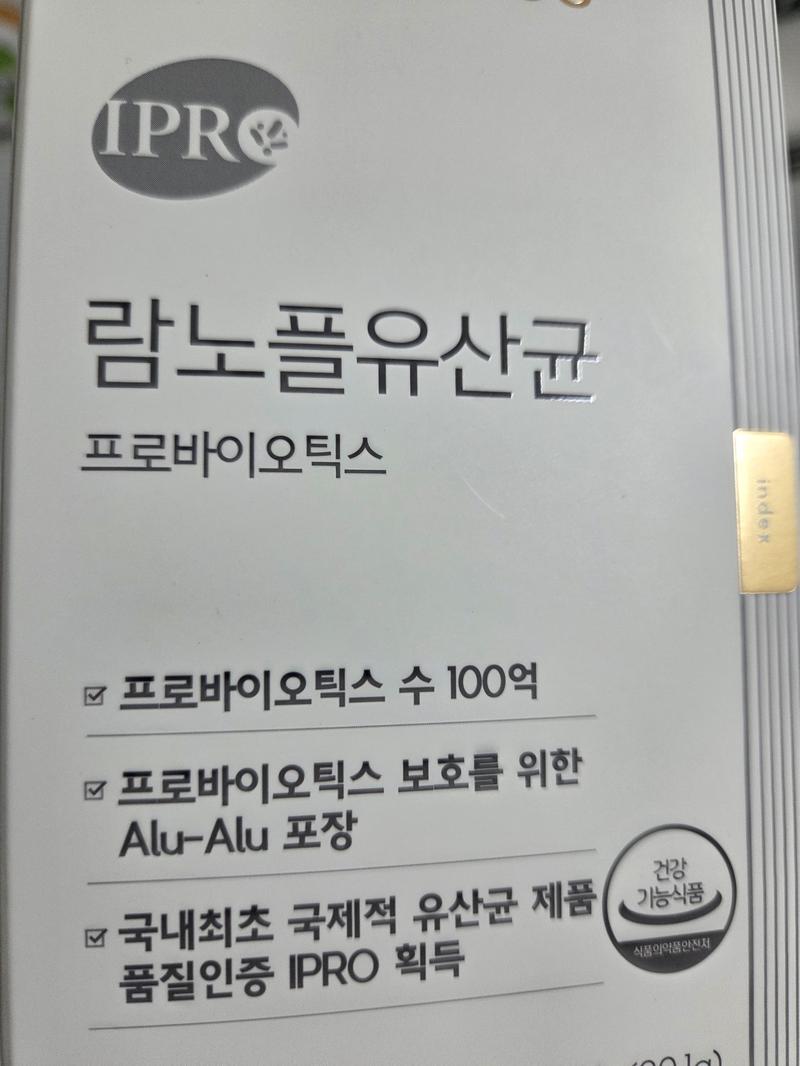 IPRO
람노플유산균
프로바이오틱스
index
프로바이오틱스 수 100억
프로바이오틱스 보호를 위한
Alu-Alu 포장
국내최초 국제적 유산균 제품
품질인증 IPRO 획득
건강
기능식품
식품의약품안전처